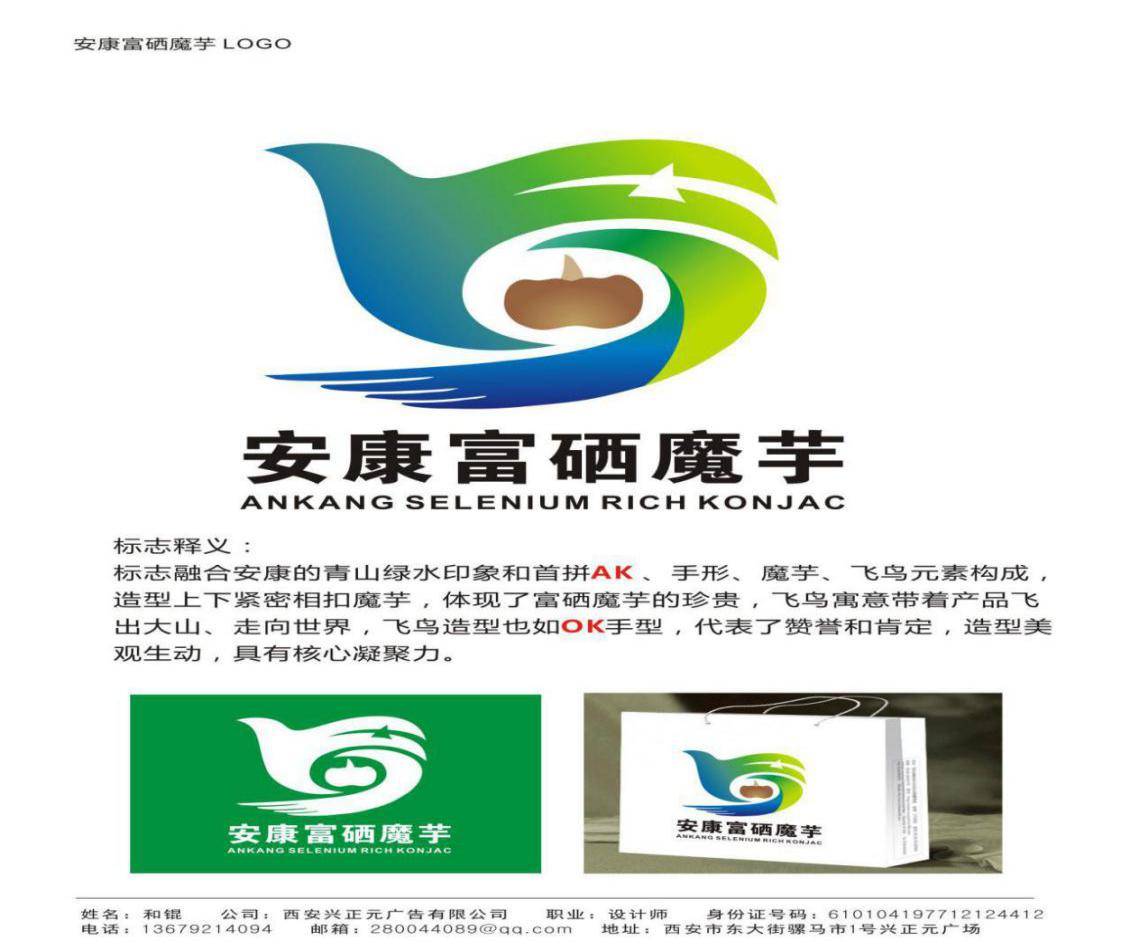 安康富硒魔芋 LOGO
安康富硒魔芋
ANKANG SELENIUM RICH KONJAC
标志释义：
标志融合安康的青山绿水印象和首拼AK、手形、魔芋、飞鸟元素构成，
造型上下紧密相扣魔芋，体现了富硒魔芋的珍贵，飞鸟寓意带着产品飞
出大山、走向世界，飞鸟造型也如OK手型，代表了赞誉和肯定，造型美
观生动，具有核心凝聚力。
安康富硒魔芋
ANKANG SELENIUM RICH KONJAC
安康富硒魔芋
ANKANG SELENIUM RICH KONJAC
姓名：和锟 公司：西安兴正元广告有限公司 职业：设计师 身份证号码：610104197712124412
电话：13679214094 邮箱：280044089@qq.com 地址：西安市东大街骡马市1号兴正元广场